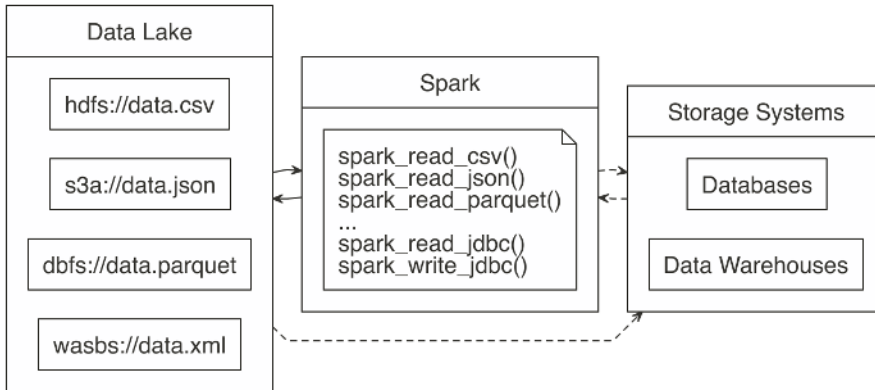 Data Lake
hdfs://data.csv
s3a://data.json
dbfs://data.parquet
wasbs://data.xml
Spark
spark_read_csv()
spark_read_json()
spark_read_parquet()
...
spark_read_jdbc()
spark_write_jdbc()
Storage Systems
Databases
Data Warehouses